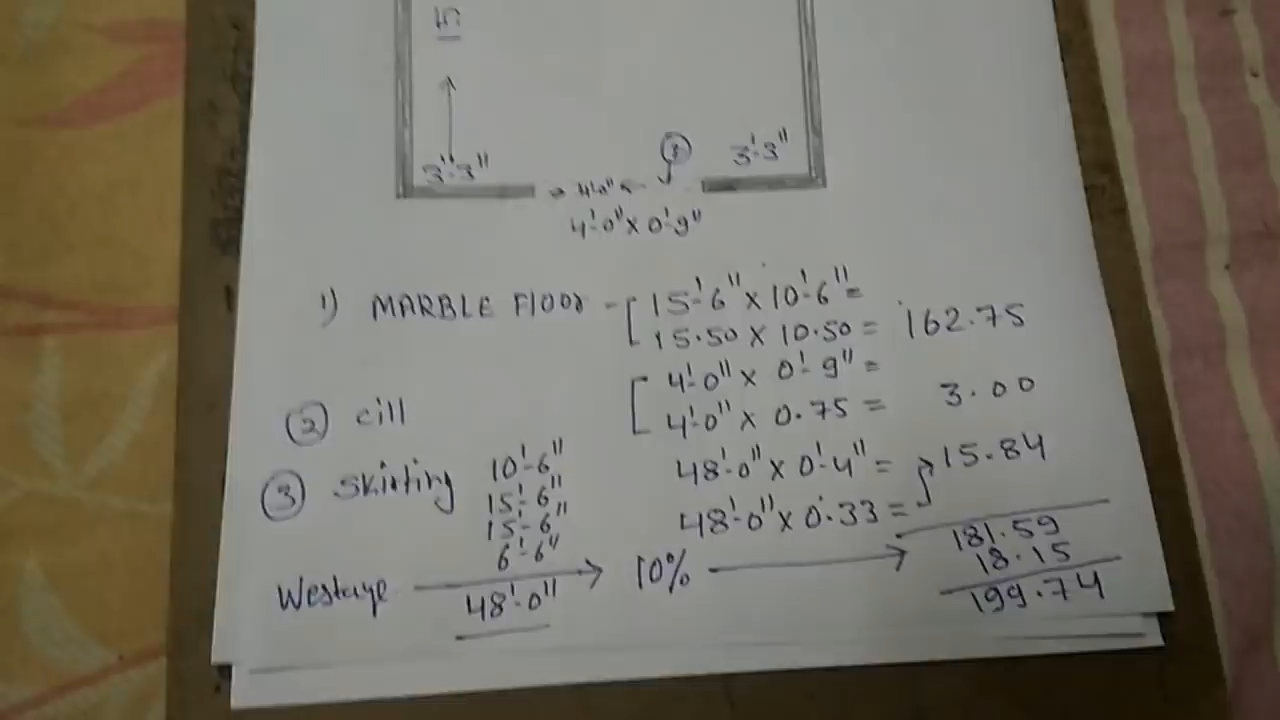 15
3'-3" 3'-3"
4'-0"
4'-0" x 0'-9"
1) MARBLE FLOOR - [15'-6" x 10'-6" =
15.50 x 10.50 = 162.75
[4'-0" x 0'-9" =
② cill 4'-0" x 0.75 = 3.00
③ skirting 10'-6" 48'-0" x 0'-4" = 15.84
15'-6"
15'-6" 48'-0" x 0.33 =
6'-6" 181.59
Westage 48'-0" 10% 18.15
199.74